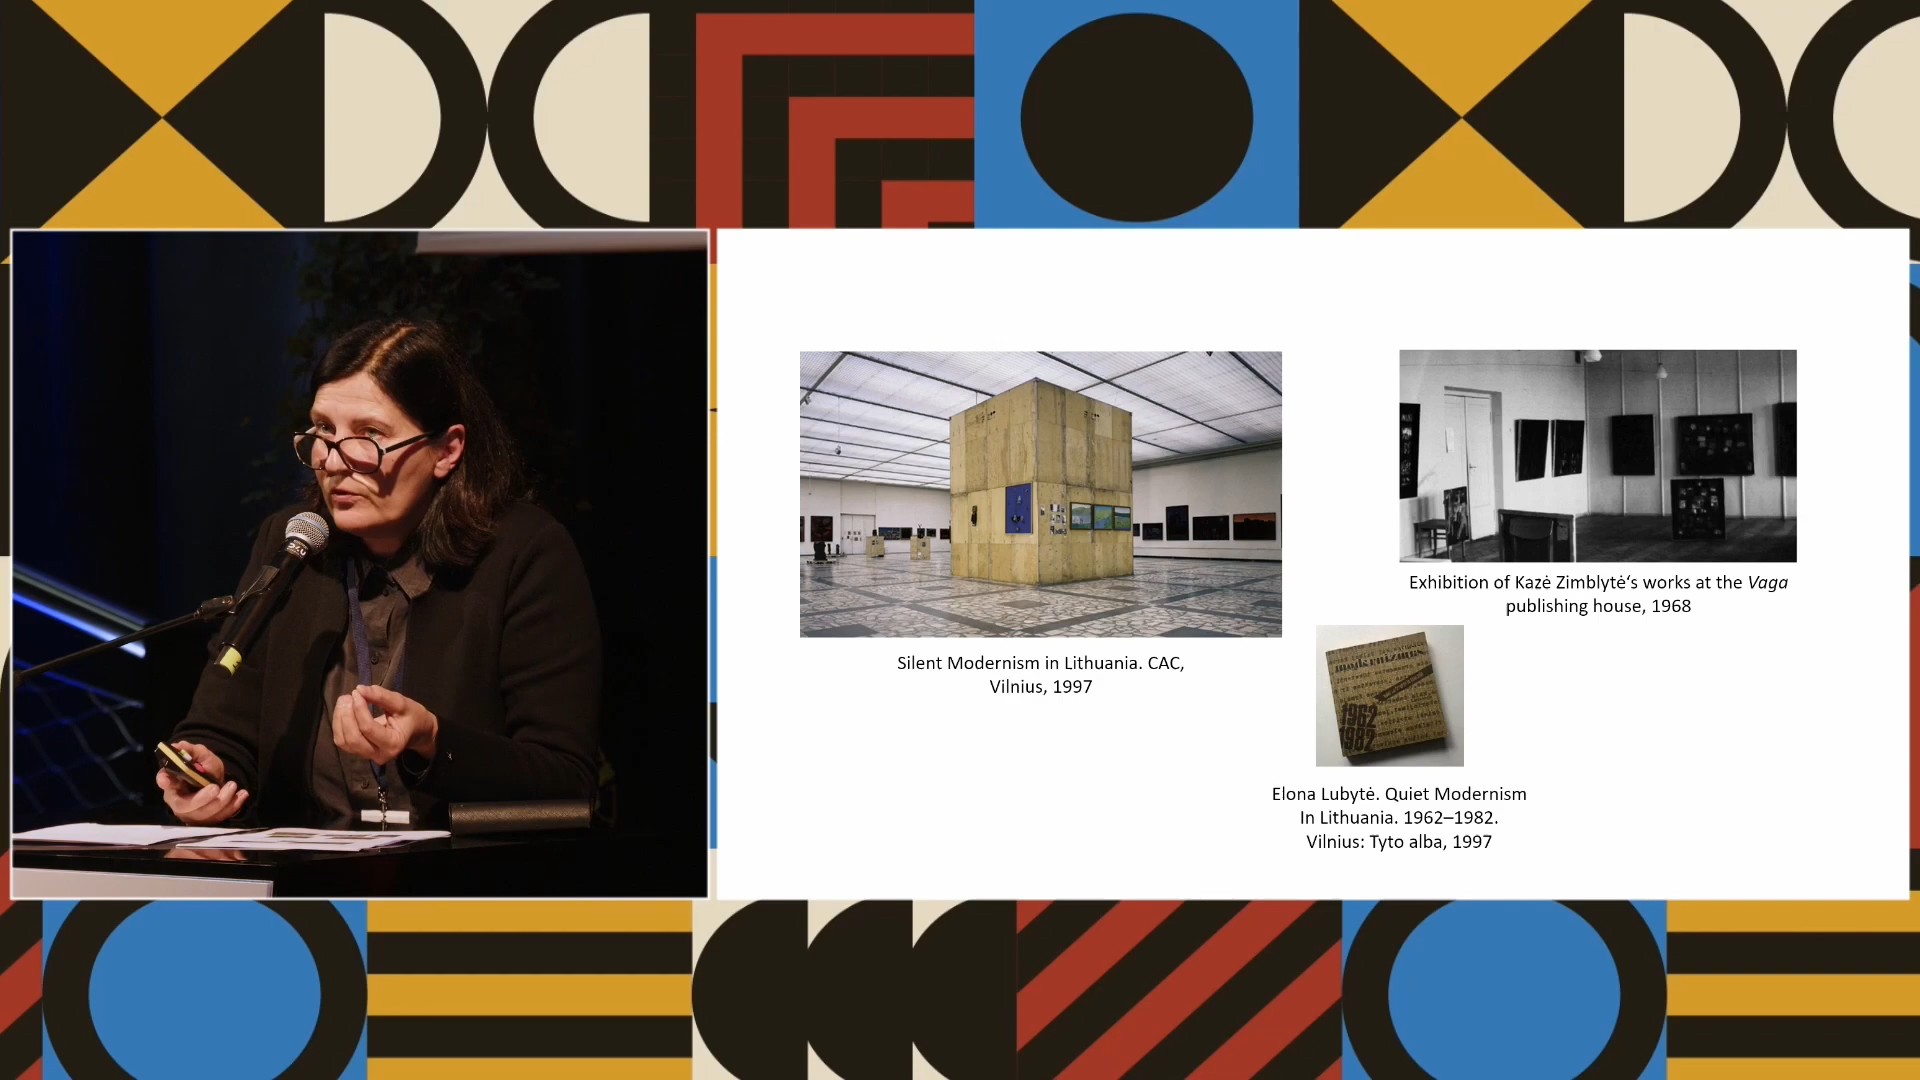 Silent Modernism in Lithuania. CAC,
Vilnius, 1997
Exhibition of Kazė Zimblytė‘s works at the Vaga
publishing house, 1968
1962
1982
Elona Lubytė. Quiet Modernism
In Lithuania. 1962–1982.
Vilnius: Tyto alba, 1997